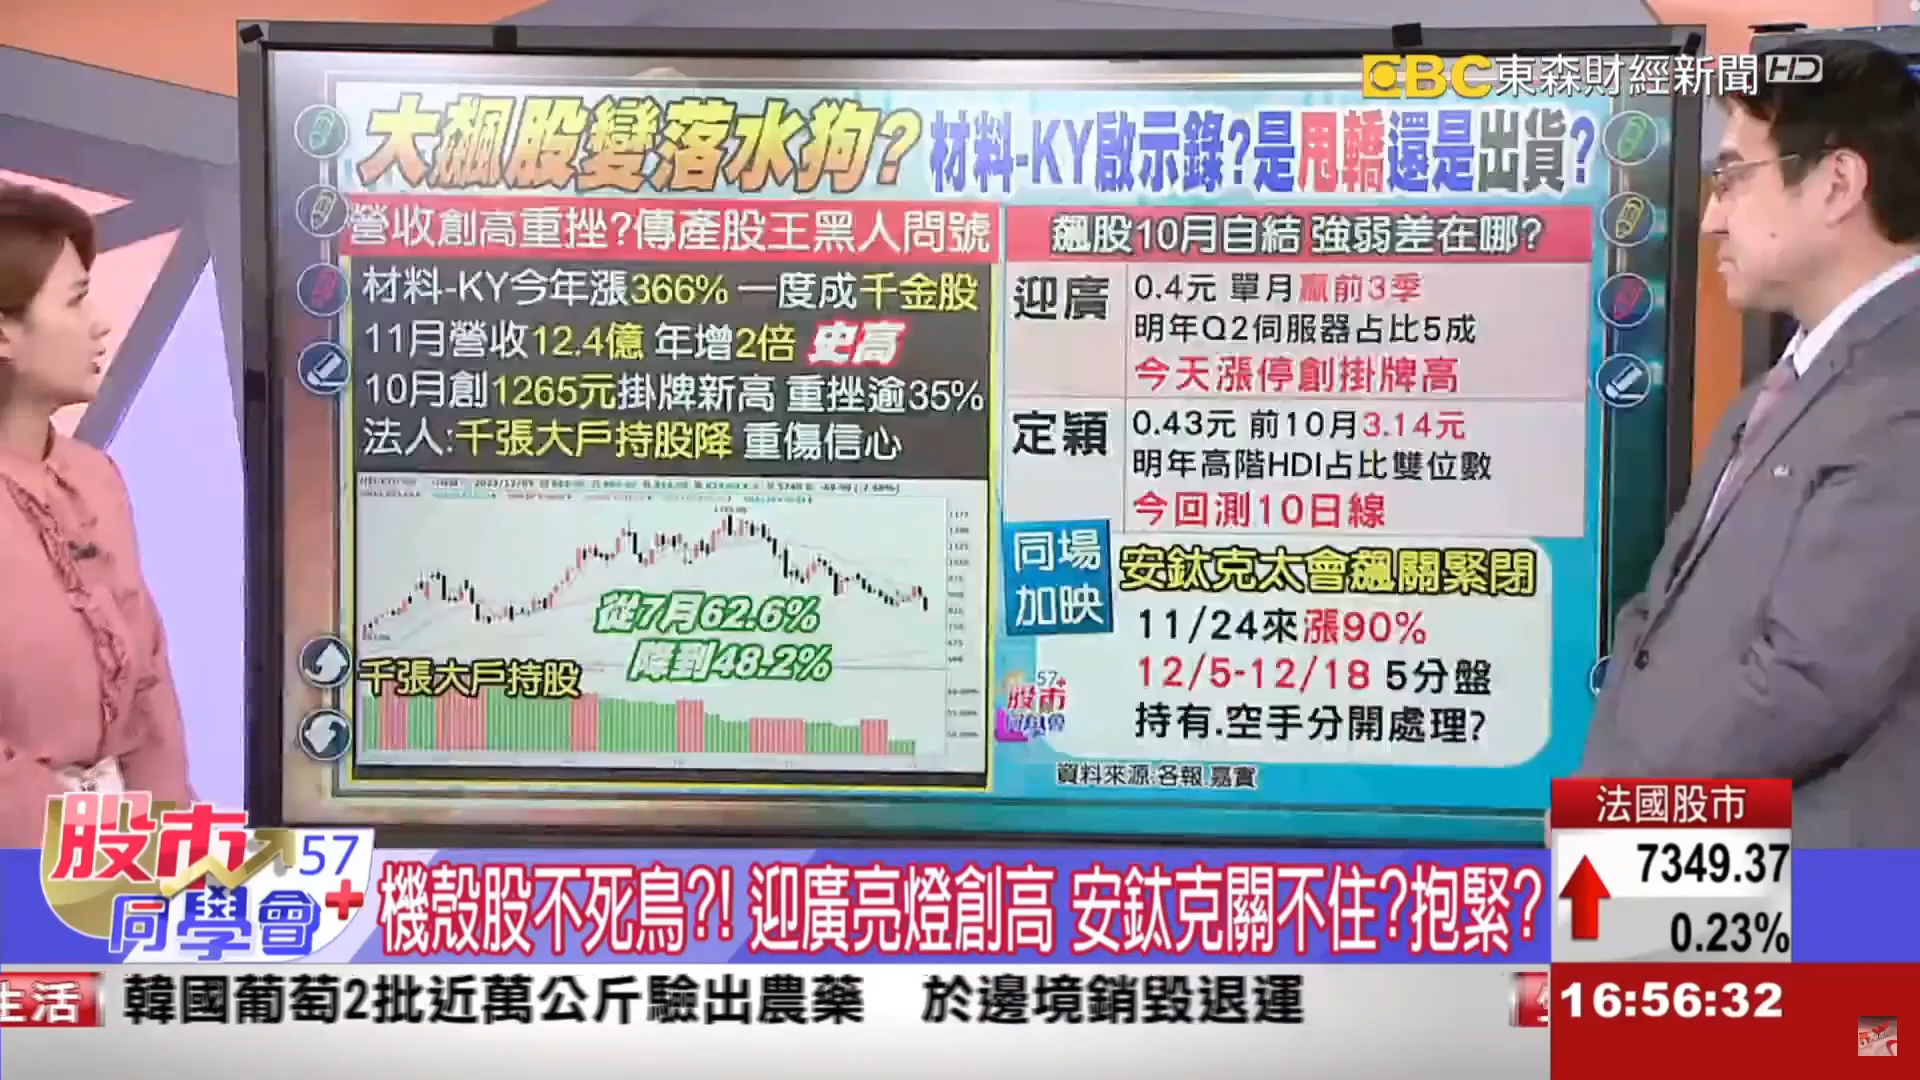 EBC東森財經新聞HD
大飆股變落水狗?
材料-KY啟示錄?是甩轎還是出貨?
營收創高重挫?傳產股王黑人問號
材料-KY今年漲366% 一度成千金股
11月營收12.4億 年增2倍 史高
10月創1265元掛牌新高 重挫逾35%
法人:千張大戶持股降 重傷信心
從7月62.6%
降到48.2%
千張大戶持股
飆股10月自結 強弱差在哪?
迎廣
0.4元 單月贏前3季
明年Q2伺服器占比5成
今天漲停創掛牌高
定穎
0.43元 前10月3.14元
明年高階HDI占比雙位數
今回測10日線
同場
加映
安鈦克太會飆關緊閉
11/24來漲90%
12/5-12/18 5分盤
持有.空手分開處理?
57+
股市
同學會
資料來源:各報.嘉實
股市 57
同學會+
機殼股不死鳥?! 迎廣亮燈創高 安鈦克關不住?抱緊?
法國股市
7349.37
0.23%
生活
韓國葡萄2批近萬公斤驗出農藥 於邊境銷毀退運
16:56:32